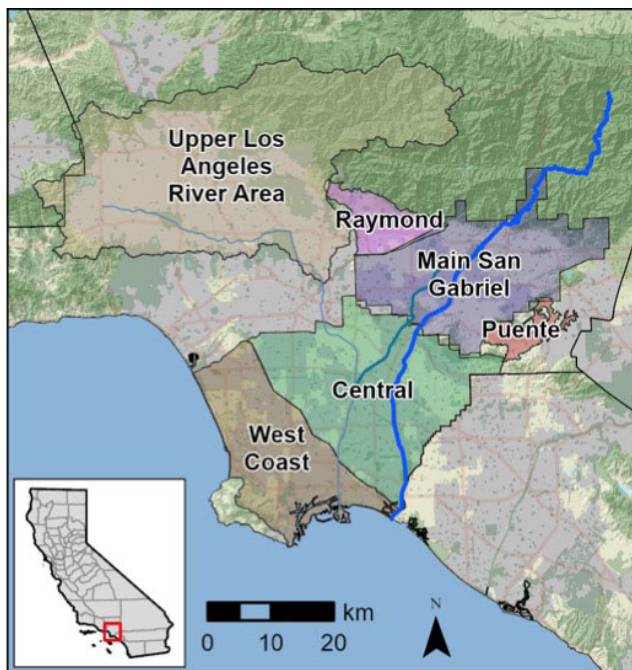 Upper Los
Angeles
River Area
Raymond
Main San
Gabriel
Puente
Central
West
Coast
N
km
0 10 20